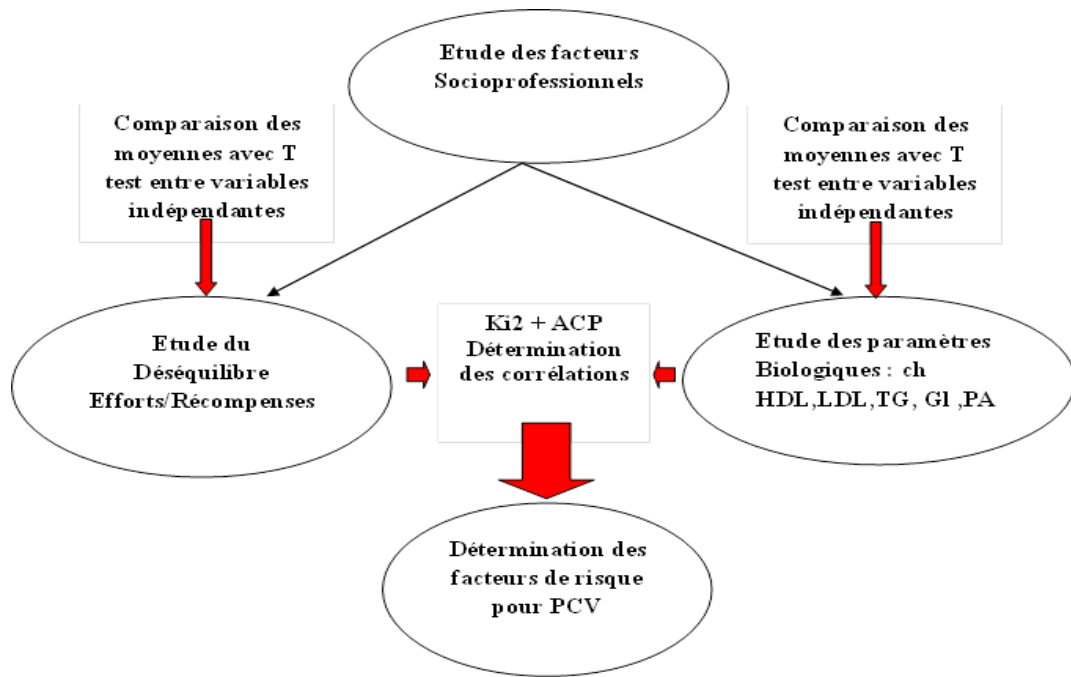 Etude des facteurs
Socioprofessionnels
Comparaison des
moyennes avec T
test entre variables
indépendantes
Comparaison des
moyennes avec T
test entre variables
indépendantes
Etude du
Déséquilibre
Efforts/Récompenses
Ki2 + ACP
Détermination
des corrélations
Etude des paramètres
Biologiques : ch
HDL,LDL,TG, Gl ,PA
Détermination des
facteurs de risque
pour PCV